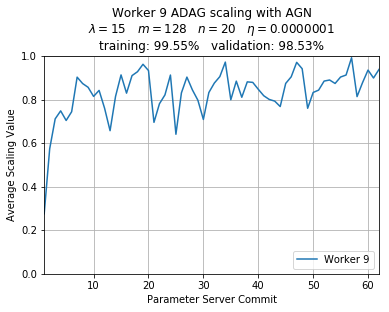 Worker 9 ADAG scaling with AGN
λ = 15 m = 128 n = 20 η = 0.0000001
training: 99.55% validation: 98.53%
1.0
0.8
0.6
0.4
0.2
0.0
Average Scaling Value
Worker 9
10 20 30 40 50 60
Parameter Server Commit